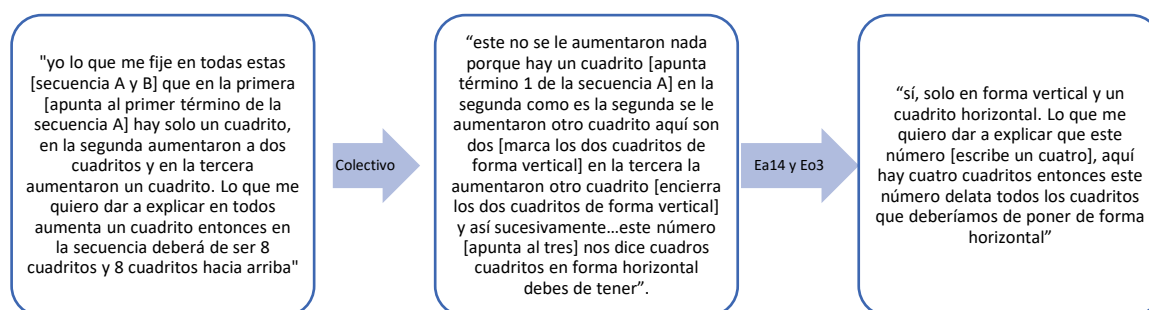 "yo lo que me fije en todas estas
[secuencia A y B] que en la primera
[apunta al primer término de la
secuencia A] hay solo un cuadrito,
en la segunda aumentaron a dos
cuadritos y en la tercera
aumentaron un cuadrito. Lo que me
quiero dar a explicar en todos
aumenta un cuadrito entonces en
la secuencia deberá de ser 8
cuadritos y 8 cuadritos hacia arriba"
Colectivo
“este no se le aumentaron nada
porque hay un cuadrito [apunta
término 1 de la secuencia A] en la
segunda como es la segunda se le
aumentaron otro cuadrito aquí son
dos [marca los dos cuadritos de
forma vertical] en la tercera la
aumentaron otro cuadrito [encierra
los dos cuadritos de forma vertical]
y así sucesivamente…este número
[apunta al tres] nos dice cuadros
cuadritos en forma horizontal
debes de tener”.
Ea14 y Eo3
“sí, solo en forma vertical y un
cuadrito horizontal. Lo que me
quiero dar a explicar que este
número [escribe un cuatro], aquí
hay cuatro cuadritos entonces este
número delata todos los cuadritos
que deberíamos de poner de forma
horizontal”